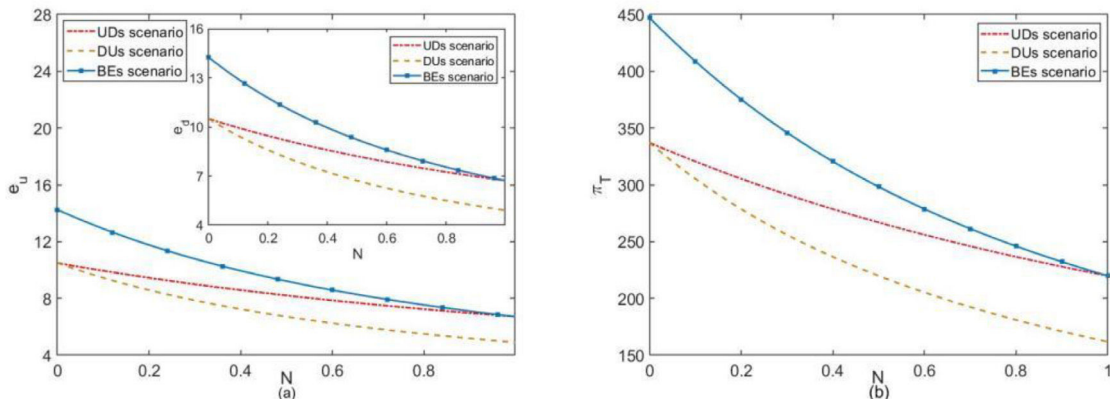 28
24
20
16
12
8
4
e_u
0
0.2
0.4
0.6
0.8
N
(a)
UDs scenario
DUs scenario
BEs scenario
16
13
10
7
4
e_d
0
0.2
0.4
0.6
0.8
N
UDs scenario
DUs scenario
BEs scenario
450
400
350
300
250
200
150
π_T
0
0.2
0.4
0.6
0.8
1
N
(b)
UDs scenario
DUs scenario
BEs scenario